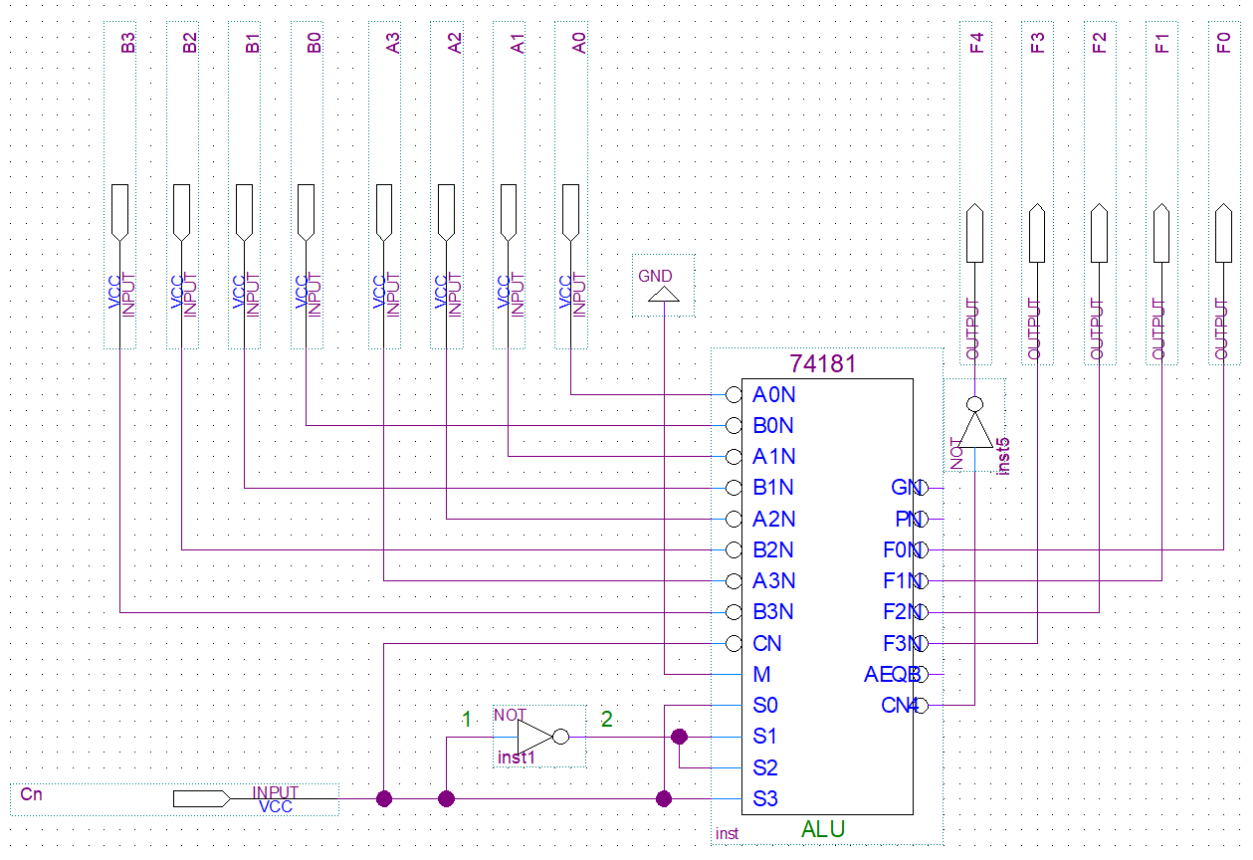 B3
B2
B1
B0
A3
A2
A1
A0
F4
F3
F2
F1
F0
VCC
INPUT
VCC
INPUT
VCC
INPUT
VCC
INPUT
VCC
INPUT
VCC
INPUT
VCC
INPUT
VCC
INPUT
GND
OUTPUT
OUTPUT
OUTPUT
OUTPUT
OUTPUT
74181
A0N
B0N
A1N
B1N
A2N
B2N
A3N
B3N
CN
M
S0
S1
S2
S3
GN
PN
F0N
F1N
F2N
F3N
AEQB
CN4
NOT
inst5
1
NOT
2
inst1
Cn
INPUT
VCC
inst
ALU